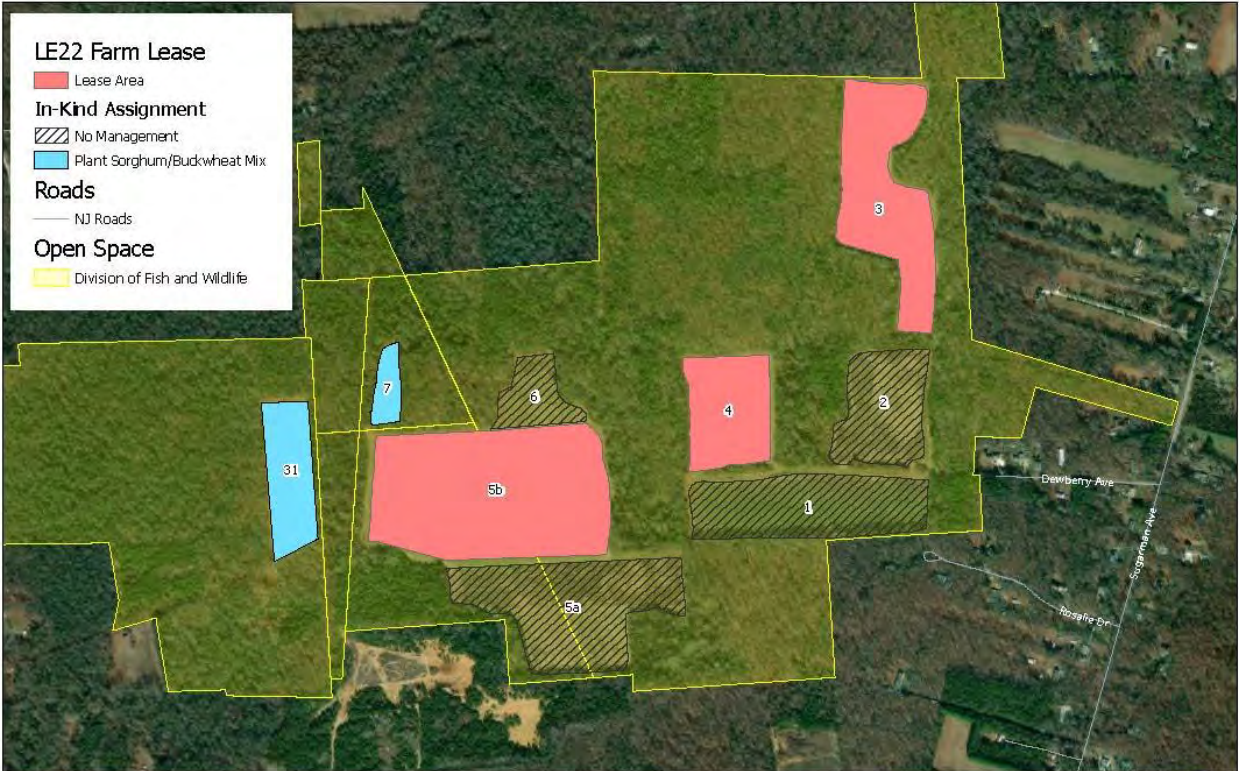 LE22 Farm Lease
Lease Area
In-Kind Assignment
No Management
Plant Sorghum/Buckwheat Mix
Roads
NJ Roads
Open Space
Division of Fish and Wildlife
3
7
6
4
2
31
5b
1
Dewberry Ave
Sugarman Ave
5a
Rosalie Dr